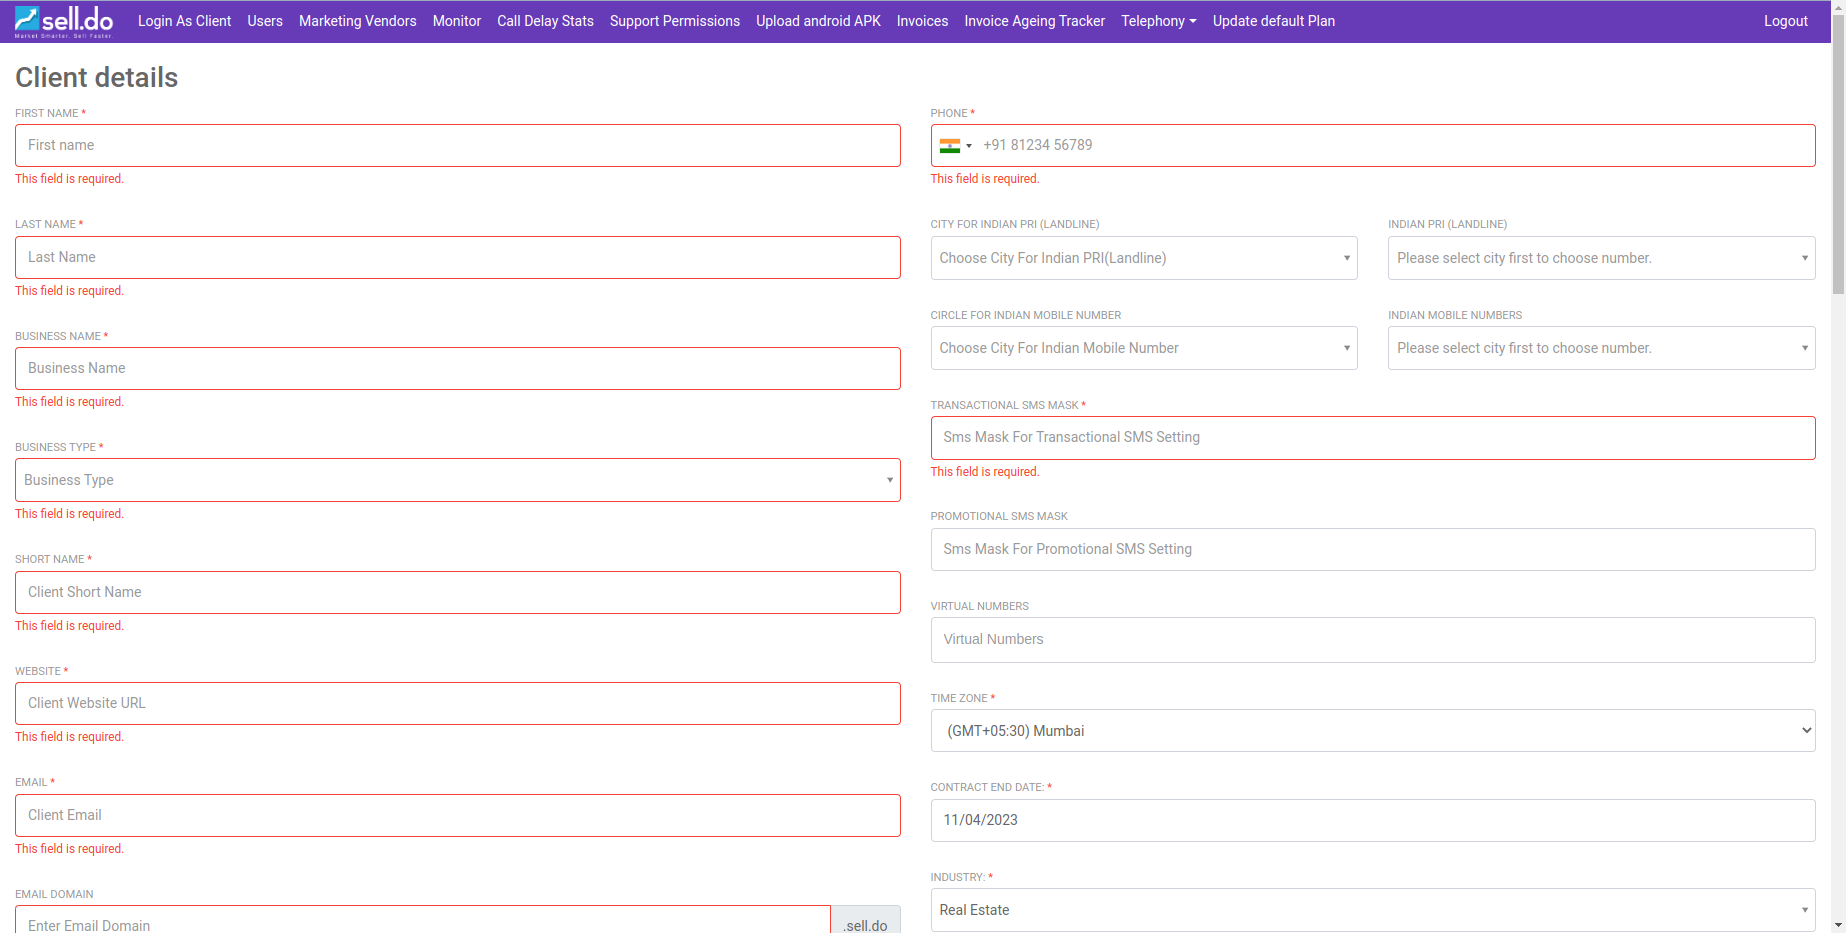 sell.do
Market Smarter. Sell Faster.
Login As Client Users Marketing Vendors Monitor Call Delay Stats Support Permissions Upload android APK Invoices Invoice Ageing Tracker Telephony Update default Plan Logout
Client details
FIRST NAME *
First name
This field is required.
LAST NAME *
Last Name
This field is required.
BUSINESS NAME *
Business Name
This field is required.
BUSINESS TYPE *
Business Type
This field is required.
SHORT NAME *
Client Short Name
This field is required.
WEBSITE *
Client Website URL
This field is required.
EMAIL *
Client Email
This field is required.
EMAIL DOMAIN
Enter Email Domain .sell.do
PHONE *
+91 81234 56789
This field is required.
CITY FOR INDIAN PRI (LANDLINE)
Choose City For Indian PRI(Landline)
INDIAN PRI (LANDLINE)
Please select city first to choose number.
CIRCLE FOR INDIAN MOBILE NUMBER
Choose City For Indian Mobile Number
INDIAN MOBILE NUMBERS
Please select city first to choose number.
TRANSACTIONAL SMS MASK *
Sms Mask For Transactional SMS Setting
This field is required.
PROMOTIONAL SMS MASK
Sms Mask For Promotional SMS Setting
VIRTUAL NUMBERS
Virtual Numbers
TIME ZONE *
(GMT+05:30) Mumbai
CONTRACT END DATE: *
11/04/2023
INDUSTRY: *
Real Estate